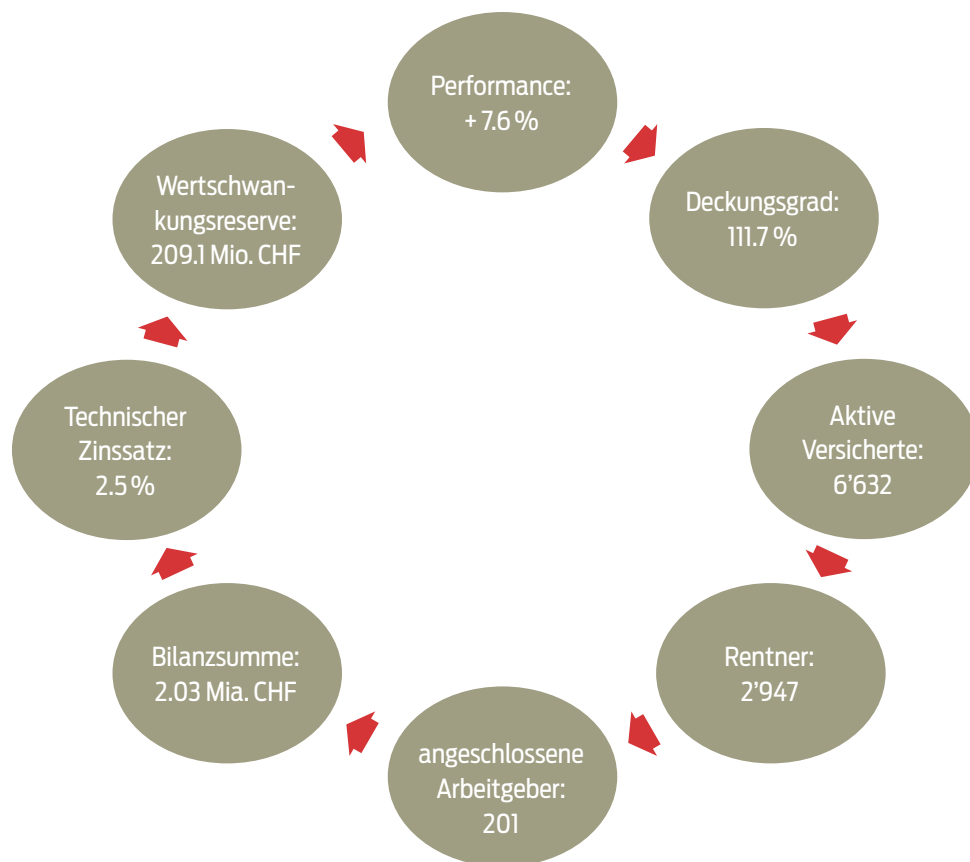 Performance:
+ 7.6 %
Deckungsgrad:
111.7 %
Aktive
Versicherte:
6’632
Rentner:
2’947
angeschlossene
Arbeitgeber:
201
Bilanzsumme:
2.03 Mia. CHF
Technischer
Zinssatz:
2.5 %
Wertschwan-
kungsreserve:
209.1 Mio. CHF